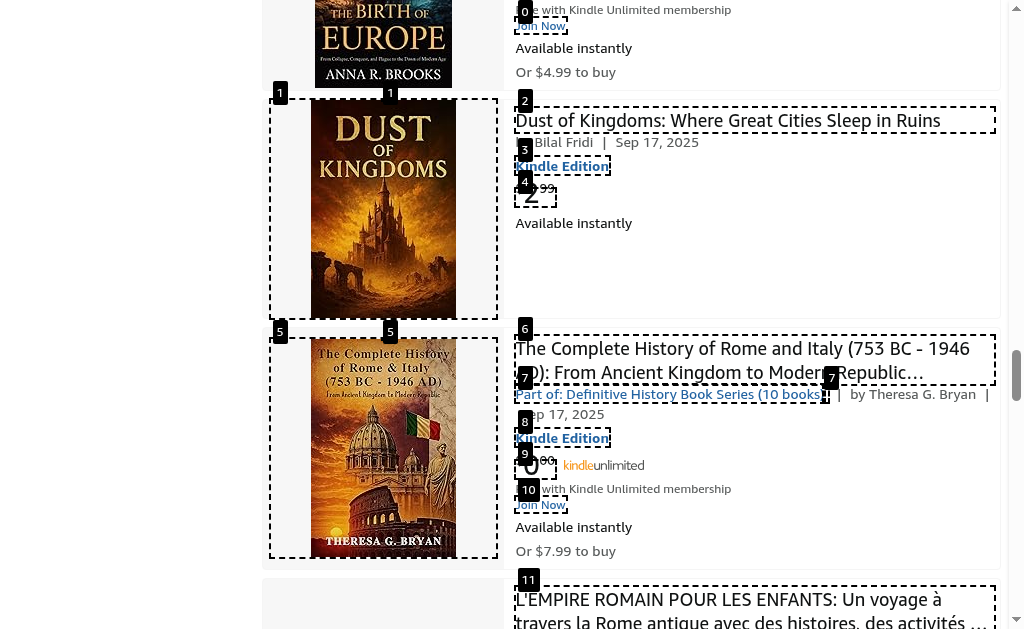 THE BIRTH OF
EUROPE
From Collapse, Conquest, and Plague to the Dawn of Modern Age
ANNA R. BROOKS
0
with Kindle Unlimited membership
Join Now
Available instantly
Or $4.99 to buy
1
1
DUST
OF
KINGDOMS
2
Dust of Kingdoms: Where Great Cities Sleep in Ruins
3
Bilal Fridi | Sep 17, 2025
Kindle Edition
4
2 99
Available instantly
5
5
The Complete History
of Rome & Italy
(753 BC - 1946 AD)
From Ancient Kingdom to Modern Republic
THERESA G. BRYAN
6
The Complete History of Rome and Italy (753 BC - 1946
D): From Ancient Kingdom to Modern Republic…
7
7
Part of: Definitive History Book Series (10 books) | by Theresa G. Bryan |
ep 17, 2025
8
Kindle Edition
9
0 00 kindleunlimited
10
with Kindle Unlimited membership
Join Now
Available instantly
Or $7.99 to buy
11
L'EMPIRE ROMAIN POUR LES ENFANTS: Un voyage à
travers la Rome antique avec des histoires, des activités …